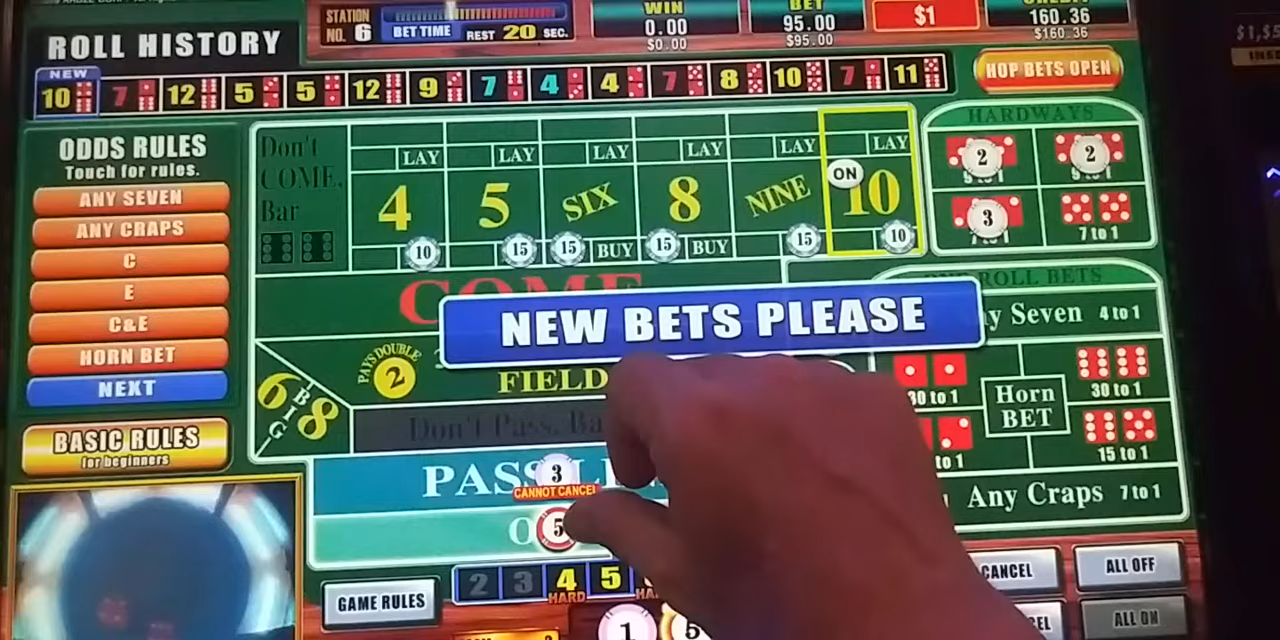 ROLL HISTORY
STATION NO. 6
BET TIME REST 20 SEC.
WIN
0.00
$0.00
BET
95.00
$95.00
$1
160.36
$160.36
NEW
10 7 12 5 5 12 9 7 4 4 7 8 10 7 11
HOP BETS OPEN
ODDS RULES
Touch for rules.
ANY SEVEN
ANY CRAPS
C
E
C&E
HORN BET
NEXT
BASIC RULES
for beginners
Don't
COME,
Bar
LAY LAY LAY LAY LAY LAY
ON
4 5 SIX 8 NINE 10
10 15 15 BUY 15 BUY 15 10
HARDWAYS
2 2
3
7 to 1
COME
NEW BETS PLEASE
ROLL BETS
Seven 4 to 1
PAYS DOUBLE
2
FIELD
6 BIG 8
Don't Pass,
30 to 1
Horn
BET
15 to 1
to 1
PASS
3
CANNOT CANCEL
5
Any Craps 7 to 1
GAME RULES
2 3 4 5
HARD
1 5
CANCEL
ALL OFF
ALL ON